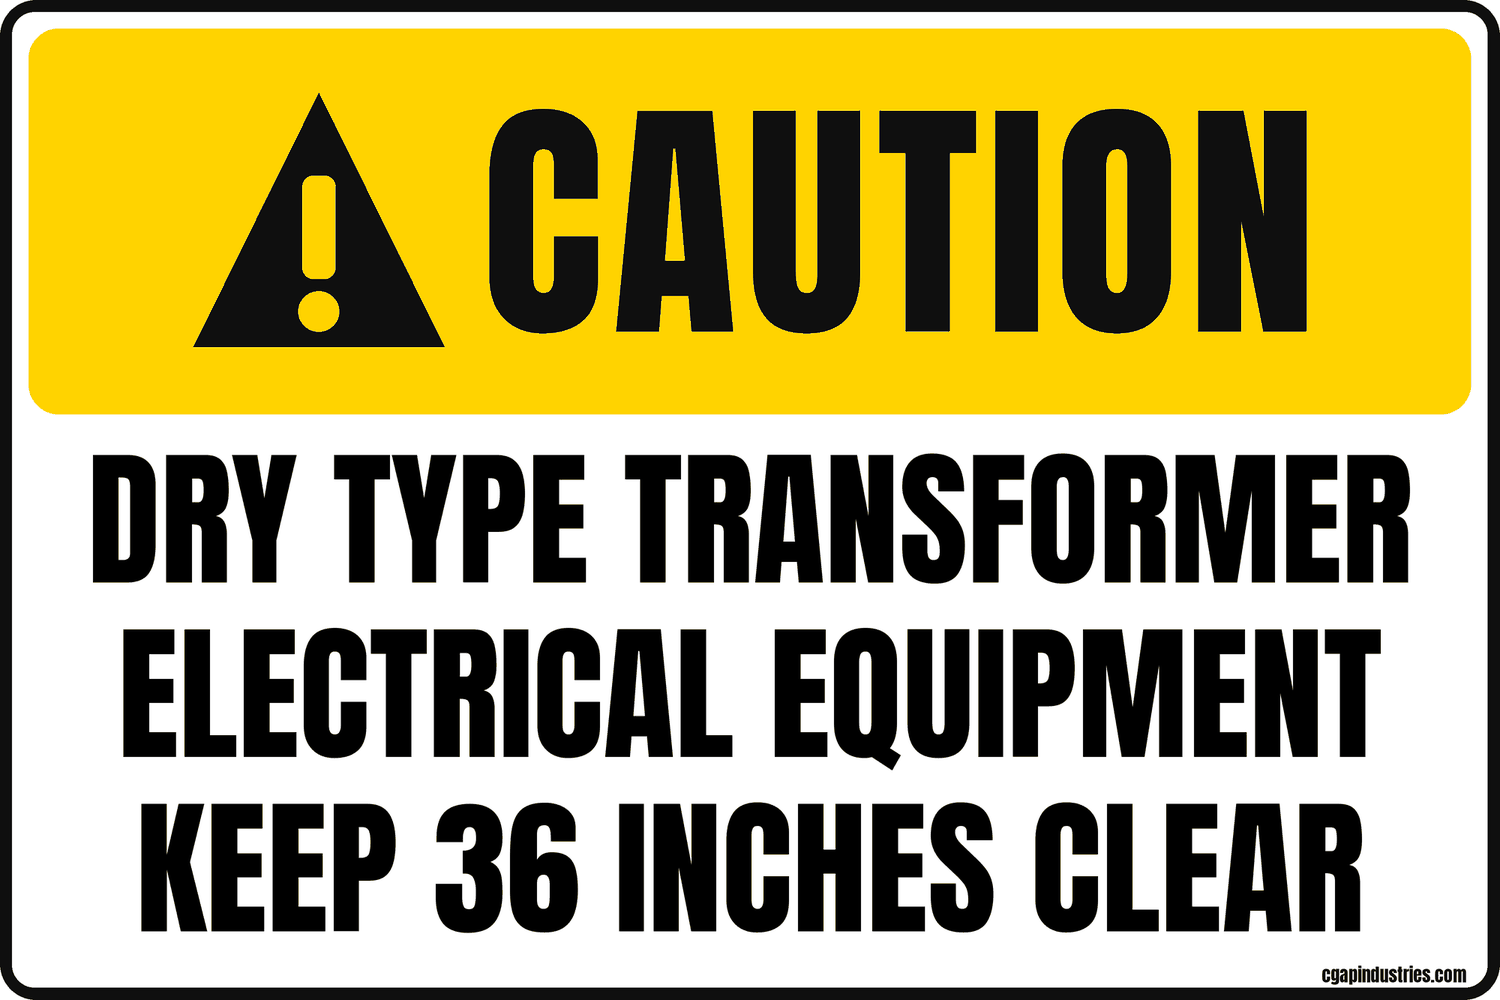 CAUTION
DRY TYPE TRANSFORMER
ELECTRICAL EQUIPMENT
KEEP 36 INCHES CLEAR
cgapindustries.com